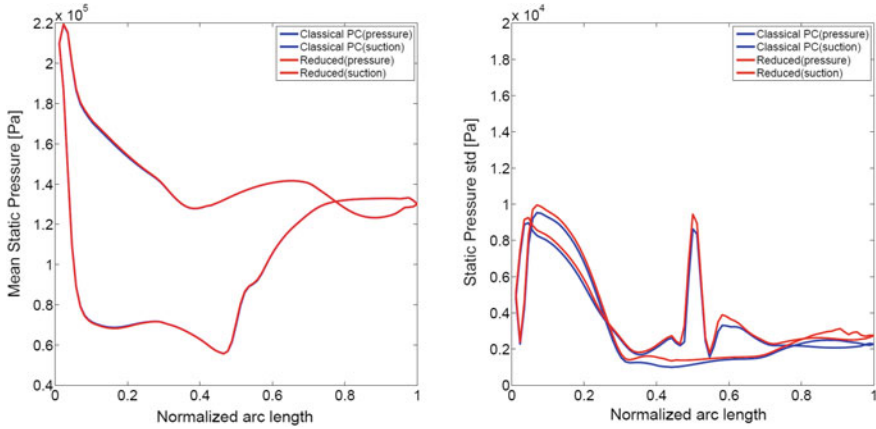 2.2 x 10⁵
Classical PC(pressure)
Classical PC(suction)
Reduced(pressure)
Reduced(suction)
2
1.8
1.6
1.4
1.2
1
0.8
0.6
0.4
0 0.2 0.4 0.6 0.8 1
Mean Static Pressure [Pa]
Normalized arc length
2 x 10⁴
Classical PC(pressure)
Classical PC(suction)
Reduced(pressure)
Reduced(suction)
1.8
1.6
1.4
1.2
1
0.8
0.6
0.4
0.2
0
0 0.2 0.4 0.6 0.8 1
Static Pressure std [Pa]
Normalized arc length